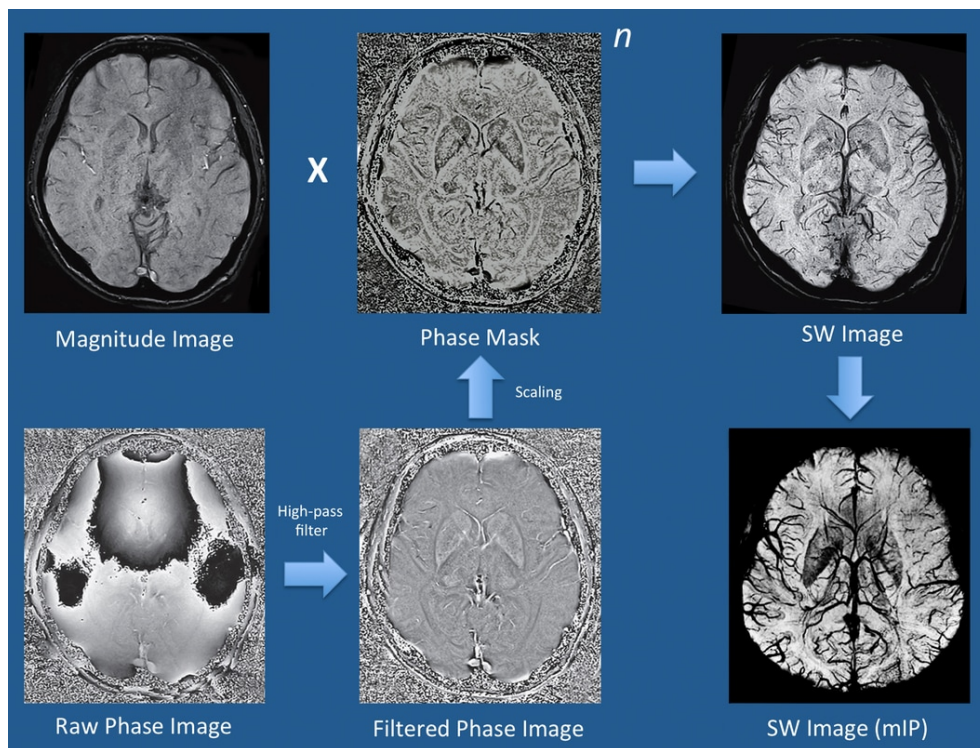 n
X
Magnitude Image
Phase Mask
SW Image
Scaling
High-pass
filter
Raw Phase Image
Filtered Phase Image
SW Image (mIP)